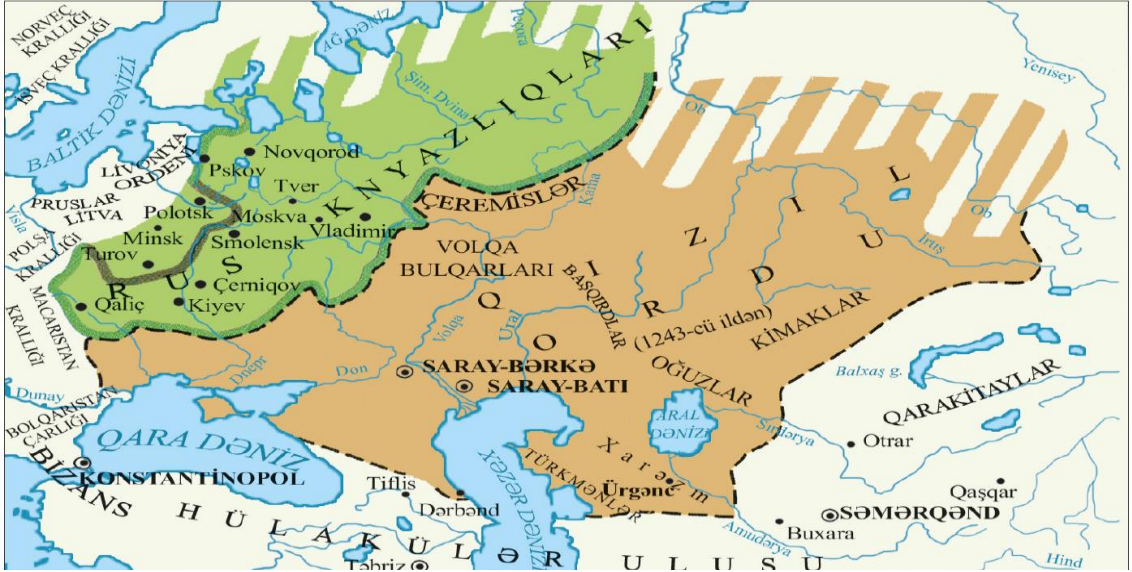 NORVEÇ
KRALLIĞI
İSVEÇ KRALLIĞI
AĞ DƏNİZ
Peçora
Yenisey
BALTİK DƏNİZİ
Şim. Dvina
Ob
LİVONİYA
ORDENİ
Pskov
Novqorod
RUS KNYAZLIQLARI
Tver
ÇEREMİSLƏR
Kama
PRUSLAR
LİTVA
Visla
Polotsk
Moskva
Vladimir
Ob
İrtış
POLŞA
KRALLIĞI
Minsk
Smolensk
Turov
VOLQA
BULQARLARI
QIZIL ORDU
(1243-cü ildən)
BAŞQIRDLAR
KİMAKLAR
Çerniqov
Qaliç
Kiyev
MACARISTAN
KRALLIĞI
Volqa
Ural
Dnepr
Don
SARAY-BƏRKƏ
SARAY-BATI
OĞUZLAR
Balxaş g.
QARAKİTAYLAR
Dunay
BOLQARISTAN
ÇARLIĞI
QARA DƏNİZ
ARAL
DƏNİZİ
Sırdərya
Otrar
BİZANS
KONSTANTİNOPOL
Tiflis
Dərbənd
XƏZƏR DƏNİZİ
TÜRKMƏNLƏR
Xarəzm
Ürgənc
Qaşqar
SƏMƏRQƏND
Buxara
Amudərya
HÜLAKÜLƏR ULUSU
Təbriz
Hind